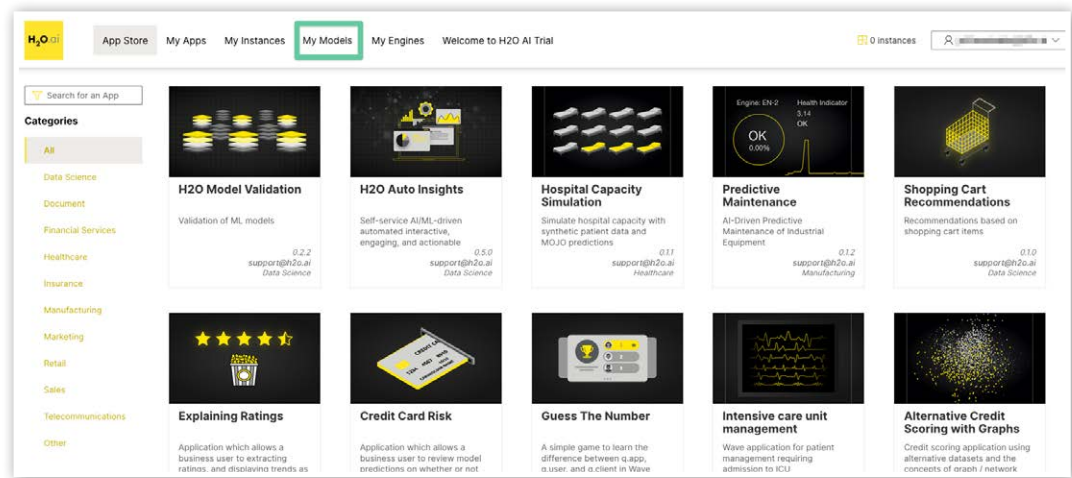 H2O.ai
App Store My Apps My Instances My Models My Engines Welcome to H2O AI Trial 0 instances
Search for an App
Categories
All
Data Science
Document
Financial Services
Healthcare
Insurance
Manufacturing
Marketing
Retail
Sales
Telecommunications
Other
H2O Model Validation
Validation of ML models
0.2.2
support@h2o.ai
Data Science
H2O Auto Insights
Self-service AI/ML-driven
automated interactive,
engaging, and actionable
0.5.0
support@h2o.ai
Data Science
Hospital Capacity
Simulation
Simulate hospital capacity with
synthetic patient data and
MOJO predictions
0.1.1
support@h2o.ai
Healthcare
Engine: EN-2 Health Indicator
3.14
OK
OK
0.00%
Predictive
Maintenance
AI-Driven Predictive
Maintenance of Industrial
Equipment
0.1.2
support@h2o.ai
Manufacturing
Shopping Cart
Recommendations
Recommendations based on
shopping cart items
0.1.0
support@h2o.ai
Data Science
Explaining Ratings
Application which allows a
business user to extracting
ratings, and displaying trends as
Credit Card Risk
Application which allows a
business user to review model
predictions on whether or not
Guess The Number
A simple game to learn the
difference between q.app,
q.user, and q.client in Wave
Intensive care unit
management
Wave application for patient
management requiring
admission to ICU
Alternative Credit
Scoring with Graphs
Credit scoring application using
alternative datasets and the
concepts of graph / network